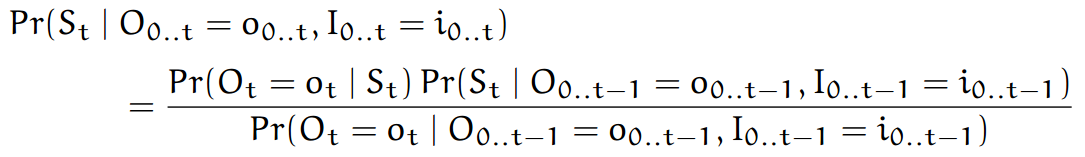 Pr(S_t | O_{0..t} = o_{0..t}, I_{0..t} = i_{0..t})
= \frac{Pr(O_t = o_t | S_t) Pr(S_t | O_{0..t−1} = o_{0..t−1}, I_{0..t−1} = i_{0..t−1})}{Pr(O_t = o_t | O_{0..t−1} = o_{0..t−1}, I_{0..t−1} = i_{0..t−1})}